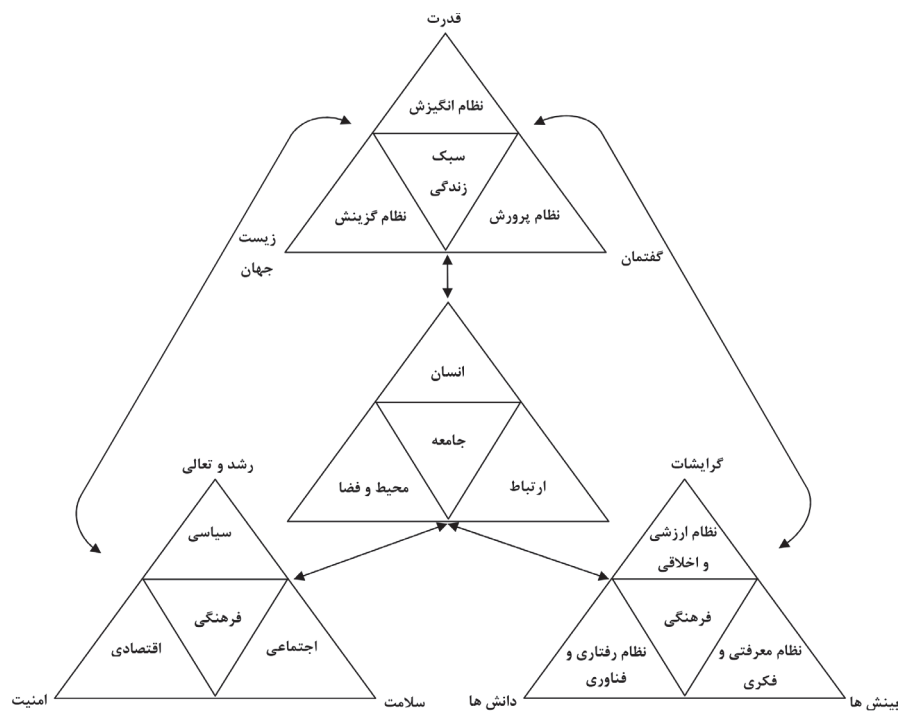 قدرت
نظام انگیزش
سبک
زندگی
نظام پرورش
نظام گزینش
گفتمان
زیست
جهان
انسان
جامعه
ارتباط
محیط و فضا
گرایشات
نظام ارزشی
و اخلاقی
فرهنگی
نظام معرفتی و
فکری
نظام رفتاری و
فناوری
بینش ها
دانش ها
رشد و تعالی
سیاسی
فرهنگی
اجتماعی
اقتصادی
سلامت
امنیت